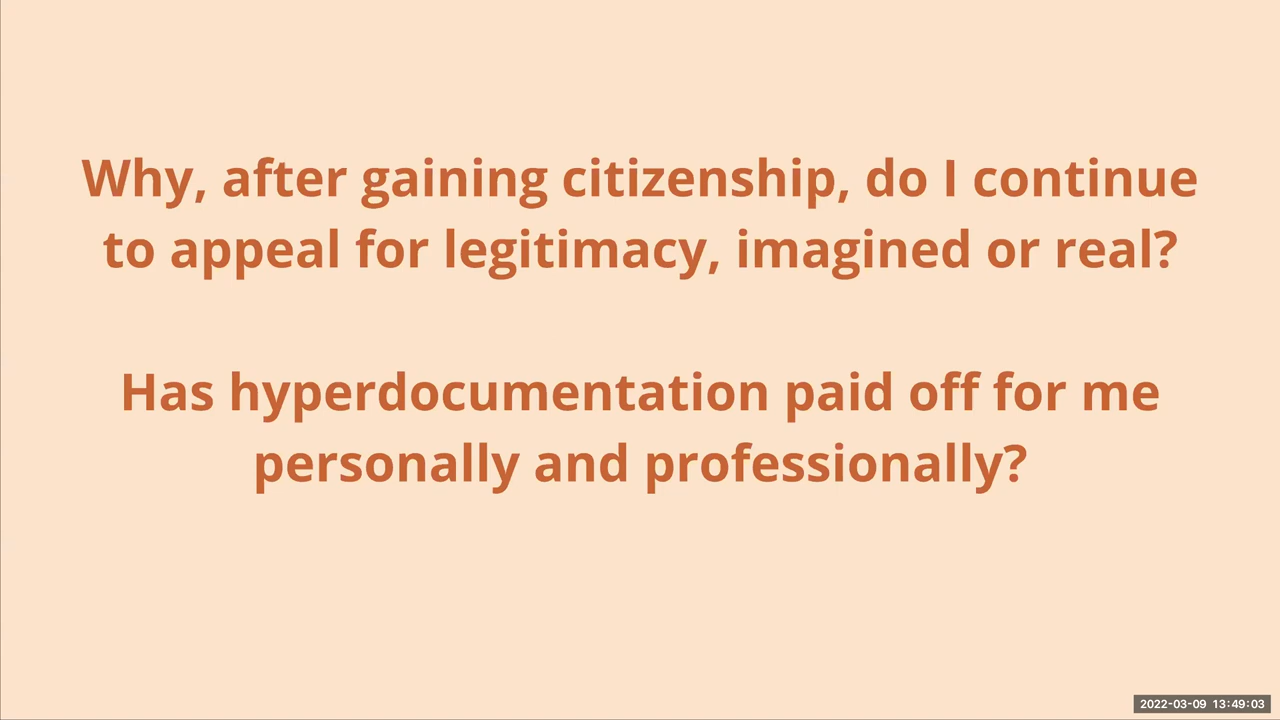 Why, after gaining citizenship, do I continue
to appeal for legitimacy, imagined or real?
Has hyperdocumentation paid off for me
personally and professionally?
2022-03-09 13:49:03